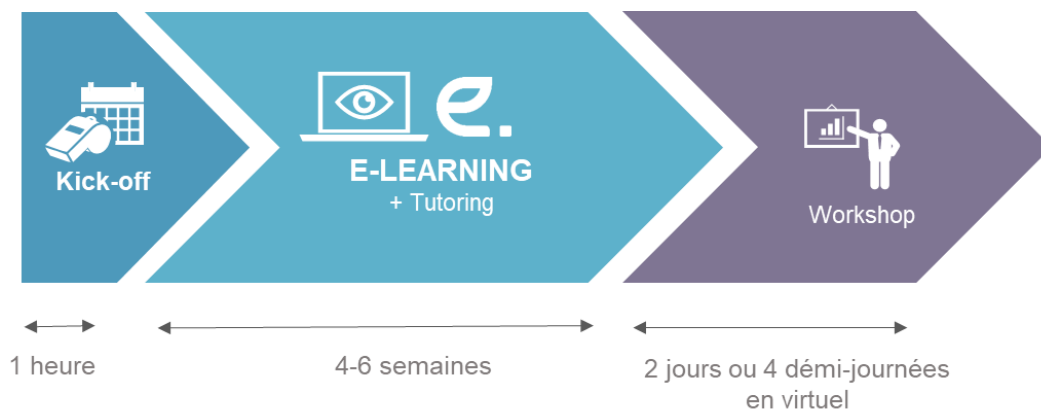 Kick-off
e.
E-LEARNING
+ Tutoring
Workshop
1 heure
4-6 semaines
2 jours ou 4 démi-journées
en virtuel